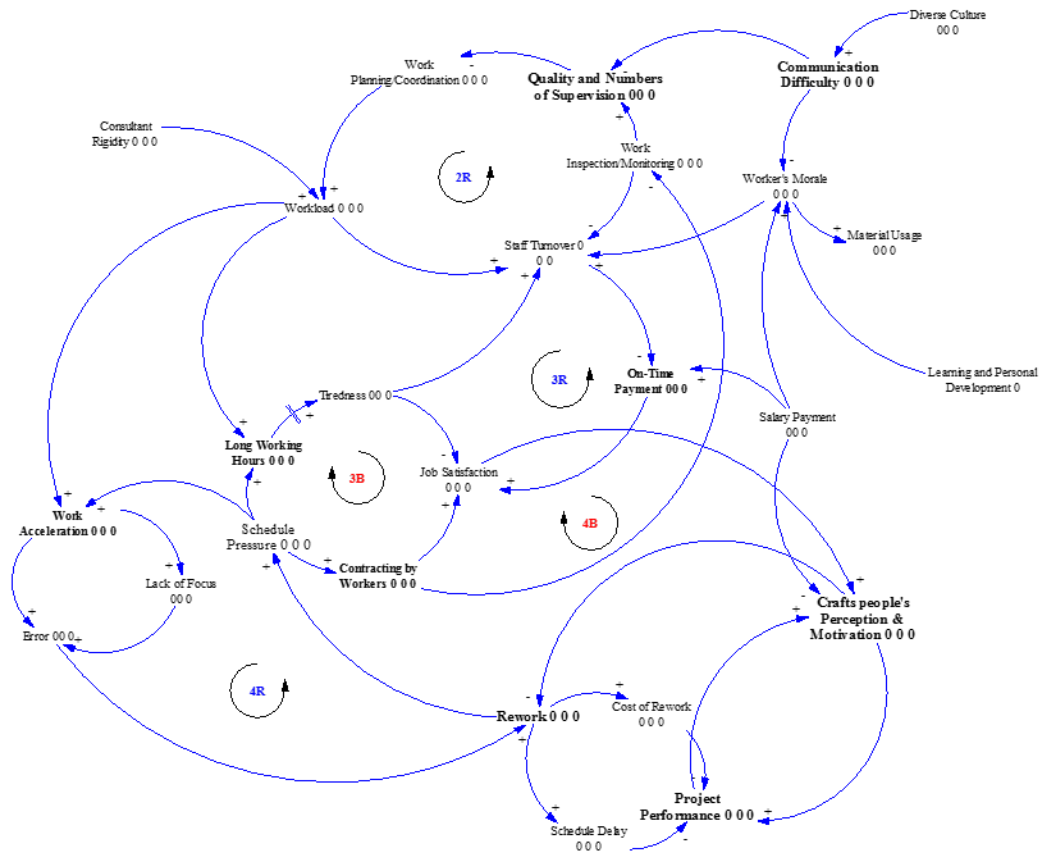 Diverse Culture
0 0 0
Work
Planning/Coordination 0 0 0
Quality and Numbers
of Supervision 0 0 0
Communication
Difficulty 0 0 0
Consultant
Rigidity 0 0 0
Work
Inspection/Monitoring 0 0 0
2R
Worker's Morale
0 0 0
Workload 0 0 0
Material Usage
0 0 0
Staff Turnover 0
0 0
3R
On-Time
Payment 0 0 0
Learning and Personal
Development 0
Tiredness 0 0 0
Salary Payment
0 0 0
Long Working
Hours 0 0 0
3B
Job Satisfaction
0 0 0
4B
Work
Acceleration 0 0 0
Schedule
Pressure 0 0 0
Contracting by
Workers 0 0 0
Lack of Focus
0 0 0
Crafts people's
Perception &
Motivation 0 0 0
Error 0 0 0
4R
Rework 0 0 0
Cost of Rework
0 0 0
Project
Performance 0 0 0
Schedule Delay
0 0 0